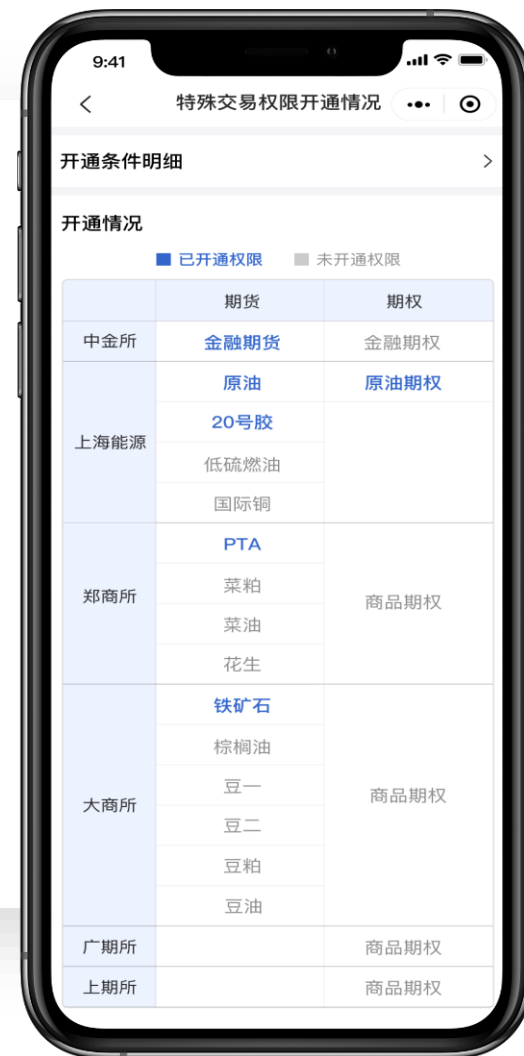 9:41
特殊交易权限开通情况
开通条件明细
开通情况
已开通权限 未开通权限
期货 期权
中金所 金融期货 金融期权
上海能源 原油 原油期权
20号胶
低硫燃油
国际铜
郑商所 PTA 商品期权
菜粕
菜油
花生
大商所 铁矿石 商品期权
棕榈油
豆一
豆二
豆粕
豆油
广期所 商品期权
上期所 商品期权